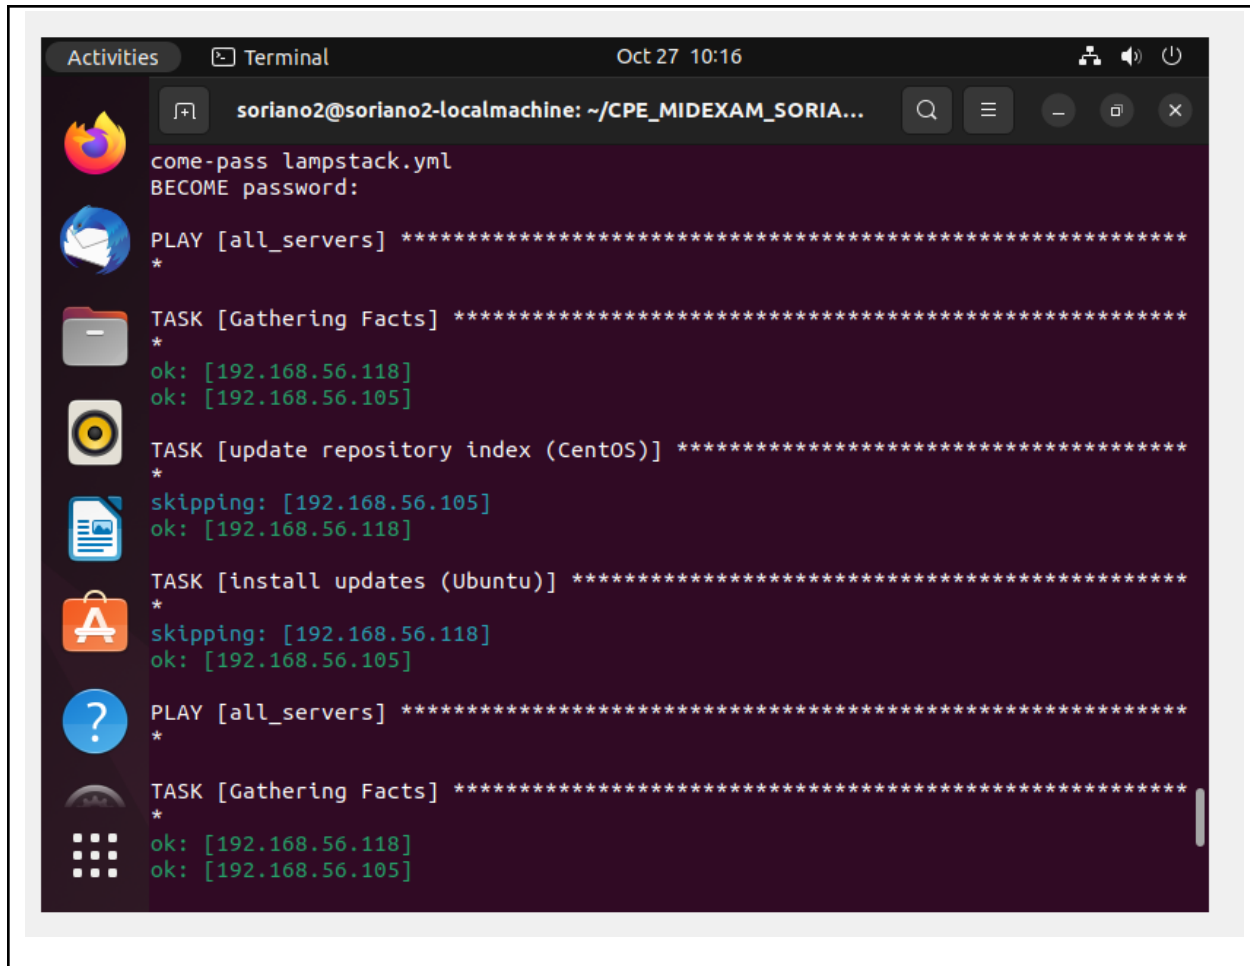 Activities Terminal Oct 27 10:16
soriano2@soriano2-localmachine: ~/CPE_MIDEXAM_SORIA...
come-pass lampstack.yml
BECOME password:
PLAY [all_servers] ************************************************************
*
TASK [Gathering Facts] ********************************************************
*
ok: [192.168.56.118]
ok: [192.168.56.105]
TASK [update repository index (CentOS)] ***************************************
*
skipping: [192.168.56.105]
ok: [192.168.56.118]
TASK [install updates (Ubuntu)] ***********************************************
*
skipping: [192.168.56.118]
ok: [192.168.56.105]
PLAY [all_servers] ************************************************************
*
TASK [Gathering Facts] ********************************************************
*
ok: [192.168.56.118]
ok: [192.168.56.105]